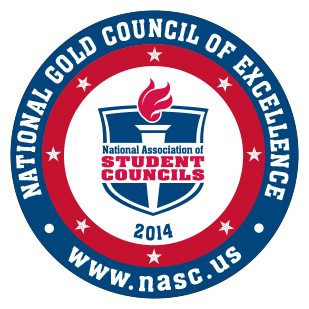 NATIONAL GOLD COUNCIL OF EXCELLENCE
National Association of
STUDENT
COUNCILS
2014
www.nasc.us